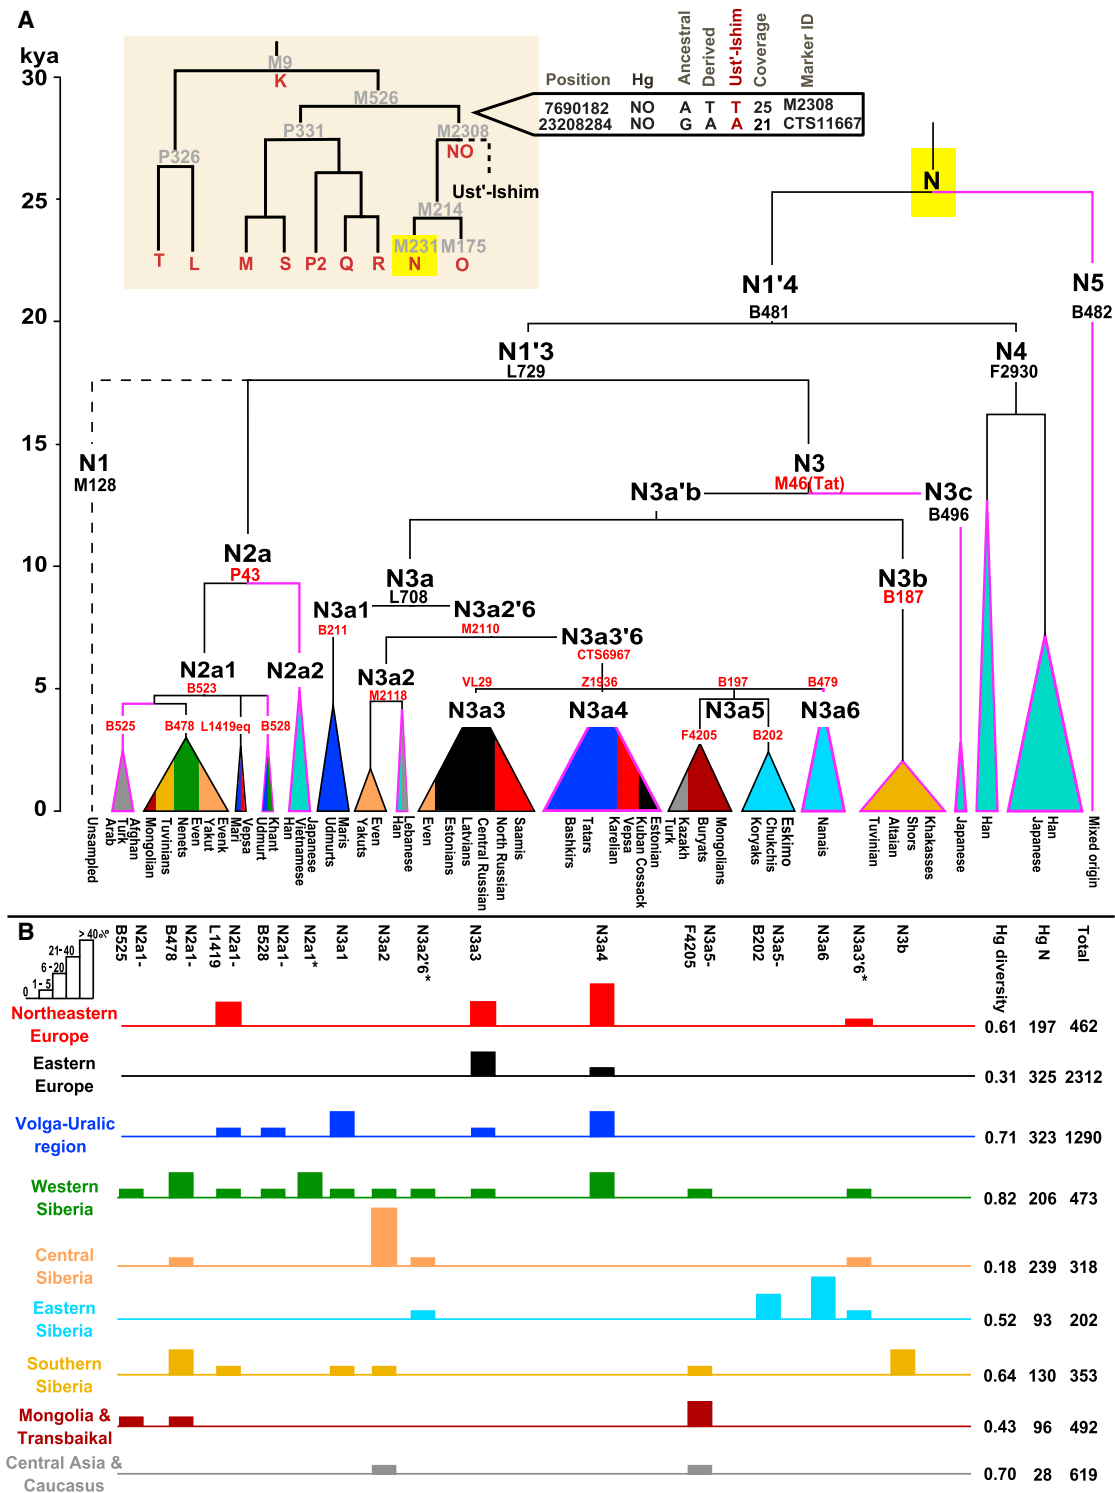 A
kya
30
25
20
15
10
5
0
M9
K
M526
P331
M2308
NO
P326
Ust'-Ishim
M214
M231
M175
T
L
M
S
P2
Q
R
N
O
Position
Hg
Ancestral
Derived
Ust'-Ishim
Coverage
Marker ID
7690182 NO A T T 25 M2308
23208284 NO G A A 21 CTS11667
N
N1'4
B481
N5
B482
N1'3
L729
N4
F2930
N1
M128
N3
M46(Tat)
N3a'b
N3c
B496
N2a
P43
N3a
L708
N3b
B187
N3a1
B211
N3a2'6
M2110
N3a3'6
CTS6967
N2a1
B523
N2a2
N3a2
M2118
VL29
Z1936
B197
B479
N3a3
N3a4
N3a5
N3a6
B525
B478
L1419eq
B528
F4205
B202
Unsampled
Arab
Turk
Afghan
Mongolian
Tuvinians
Nenets
Even
Yakut
Evenk
Mari
Vepsa
Udmurt
Khant
Han
Vietnamese
Japanese
Udmurts
Maris
Yakuts
Even
Han
Lebanese
Even
Estonians
Latvians
Central Russian
North Russian
Saamis
Bashkirs
Tatars
Karelian
Vepsa
Kuban Cossack
Estonian
Turk
Kazakh
Buryats
Mongolians
Koryaks
Chukchis
Eskimo
Nanais
Tuvinian
Altaian
Shors
Khakasses
Japanese
Han
Japanese
Han
Mixed origin
B
0
1-5
6-20
21-40
> 40%
N2a1-
B525
N2a1-
B478
N2a1-
L1419
N2a1-
B528
N2a1*
N3a1
N3a2
N3a2'6*
N3a3
N3a4
N3a5-
F4205
N3a5-
B202
N3a6
N3a3'6*
N3b
Hg diversity
Hg N
Total
Northeastern
Europe
0.61 197 462
Eastern
Europe
0.31 325 2312
Volga-Uralic
region
0.71 323 1290
Western
Siberia
0.82 206 473
Central
Siberia
0.18 239 318
Eastern
Siberia
0.52 93 202
Southern
Siberia
0.64 130 353
Mongolia &
Transbaikal
0.43 96 492
Central Asia &
Caucasus
0.70 28 619